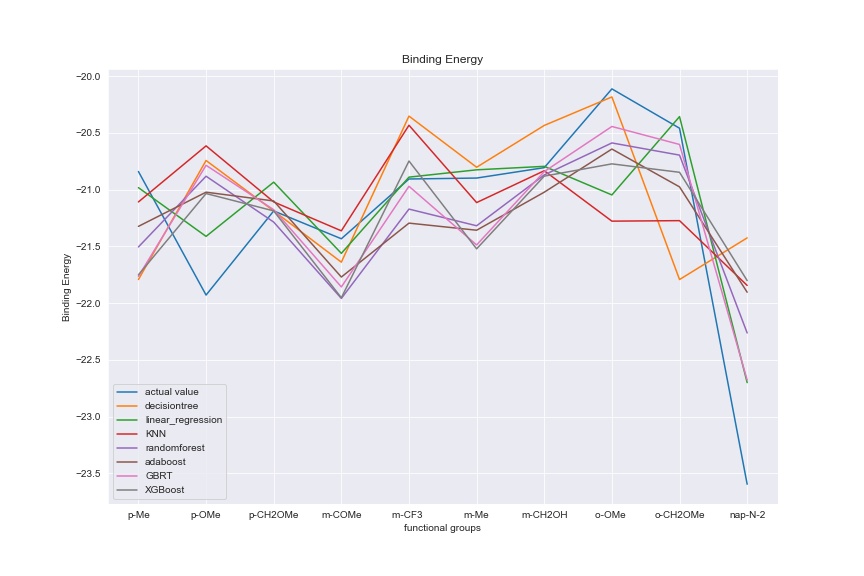 Binding Energy
−20.0
−20.5
−21.0
−21.5
−22.0
−22.5
−23.0
−23.5
Binding Energy
actual value
decisiontree
linear_regression
KNN
randomforest
adaboost
GBRT
XGBoost
p-Me p-OMe p-CH2OMe m-COMe m-CF3 m-Me m-CH2OH o-OMe o-CH2OMe nap-N-2
functional groups